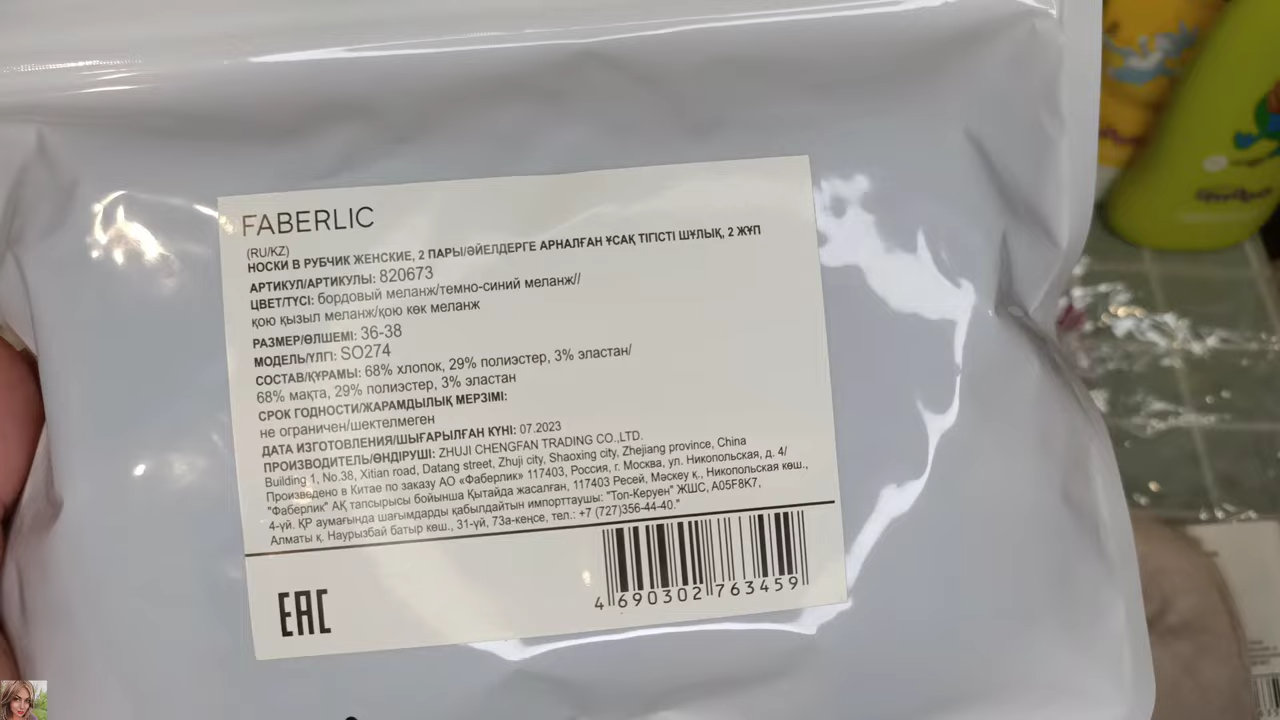 FABERLIC
(RU/KZ)
НОСКИ В РУБЧИК ЖЕНСКИЕ, 2 ПАРЫ/ӘЙЕЛДЕРГЕ АРНАЛҒАН ҰСАҚ ТІГІСТІ ШҰЛЫҚ, 2 ЖҰП
АРТИКУЛ/АРТИКУЛЫ: 820673
ЦВЕТ/ТҮСІ: бордовый меланж/темно-синий меланж//
қою қызыл меланж/қою көк меланж
РАЗМЕР/ӨЛШЕМІ: 36-38
МОДЕЛЬ/ҮЛГІ: SO274
СОСТАВ/ҚҰРАМЫ: 68% хлопок, 29% полиэстер, 3% эластан/
68% мақта, 29% полиэстер, 3% эластан
СРОК ГОДНОСТИ/ЖАРАМДЫЛЫҚ МЕРЗІМІ:
не ограничен/шектелмеген
ДАТА ИЗГОТОВЛЕНИЯ/ШЫҒАРЫЛҒАН КҮНІ: 07.2023
ПРОИЗВОДИТЕЛЬ/ӨНДІРУШІ: ZHUJI CHENGFAN TRADING CO.,LTD.
Building 1, No.38, Xitian road, Datang street, Zhuji city, Shaoxing city, Zhejiang province, China
Произведено в Китае по заказу АО «Фаберлик» 117403, Россия, г. Москва, ул. Никопольская, д. 4/
"Фаберлик" АҚ тапсырысы бойынша Қытайда жасалған, 117403 Ресей, Мәскеу қ., Никопольская көш.,
4-үй. ҚР аумағында шағымдарды қабылдайтын импорттаушы: "Топ-Керуен" ЖШС, A05F8K7,
Алматы қ. Наурызбай батыр көш., 31-үй, 73а-кеңсе, тел.: +7 (727)356-44-40."
EAC
4 690302 763459